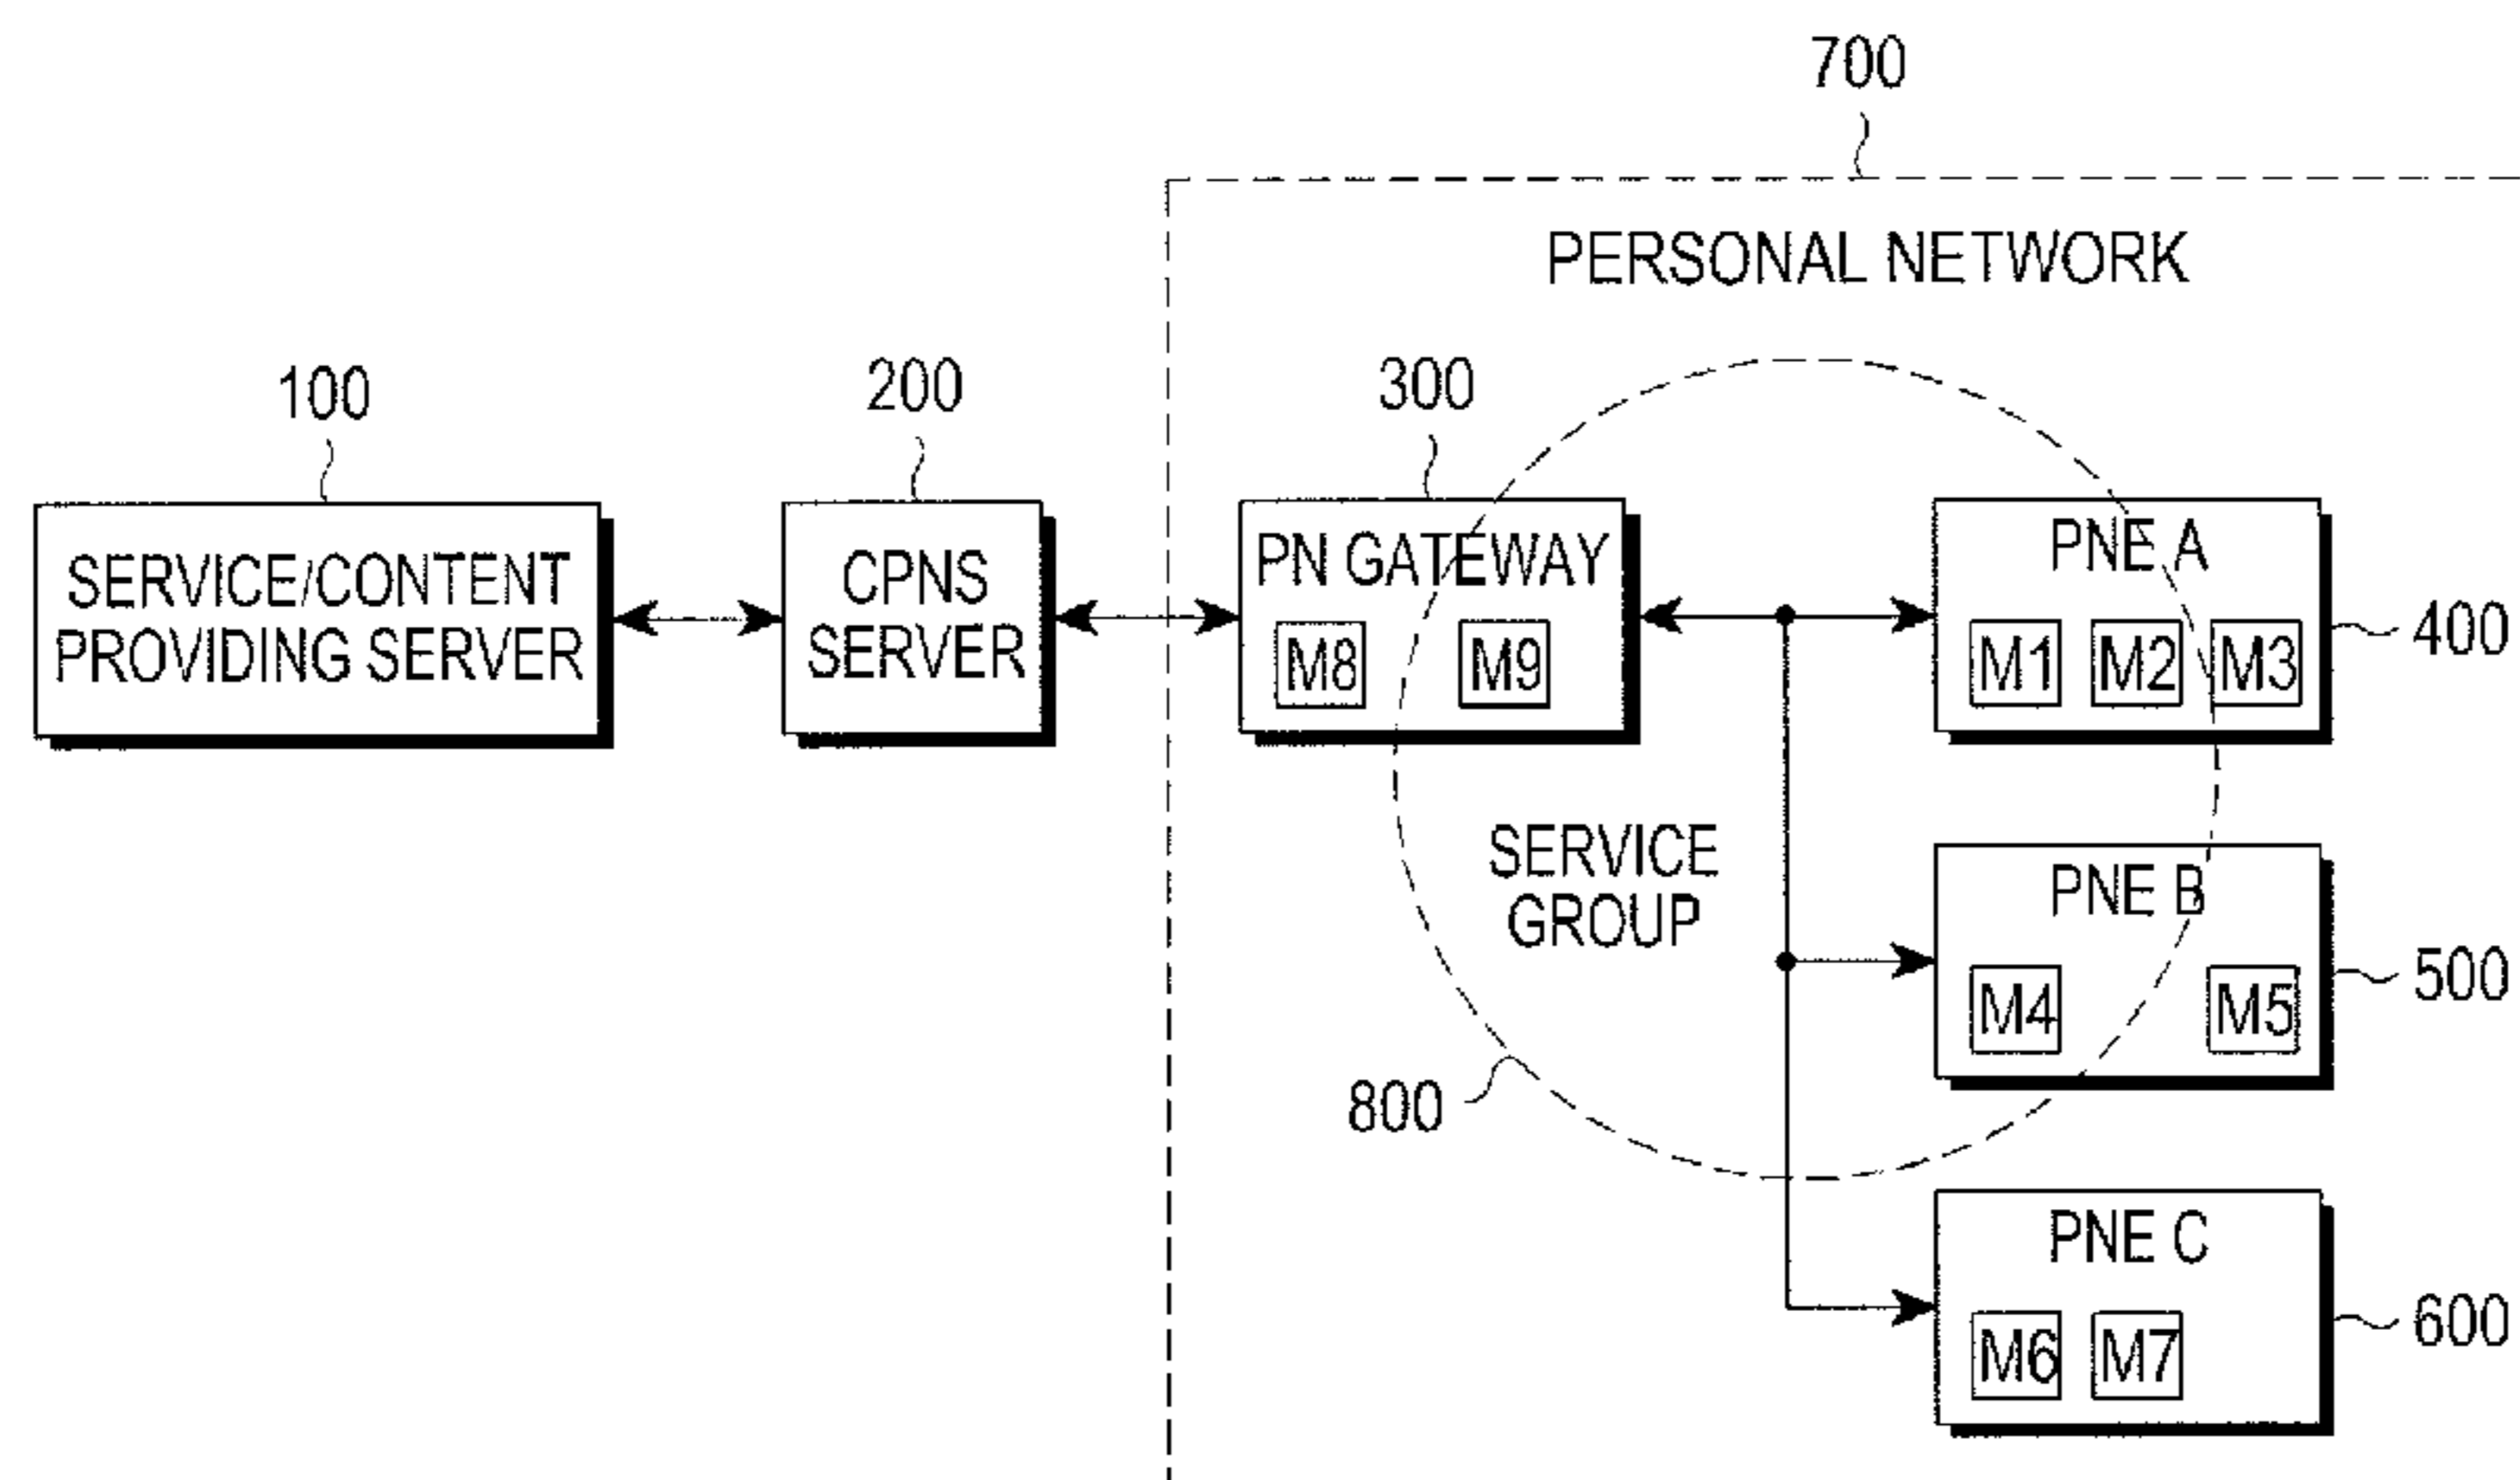 700
PERSONAL NETWORK
100
200
300
SERVICE/CONTENT
PROVIDING SERVER
CPNS
SERVER
PN GATEWAY
M8
M9
PNE A
M1
M2
M3
400
SERVICE
GROUP
PNE B
M4
M5
500
800
PNE C
M6
M7
600